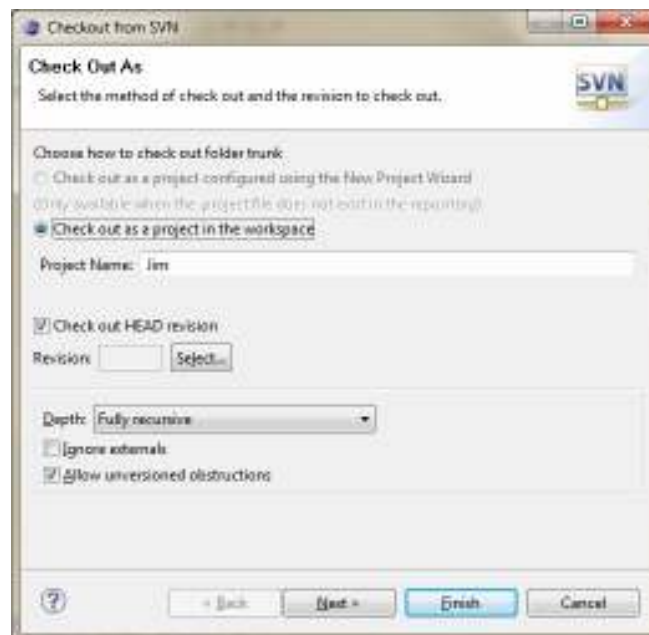 Checkout from SVN
Check Out As
Select the method of check out and the revision to check out.
SVN
Choose how to check out folder trunk
Check out as a project configured using the New Project Wizard
(Only available when the .project file does not exist in the repository)
Check out as a project in the workspace
Project Name: Jim
Check out HEAD revision
Revision: Select...
Depth: Fully recursive
Ignore externals
Allow unversioned obstructions
? < Back Next > Finish Cancel